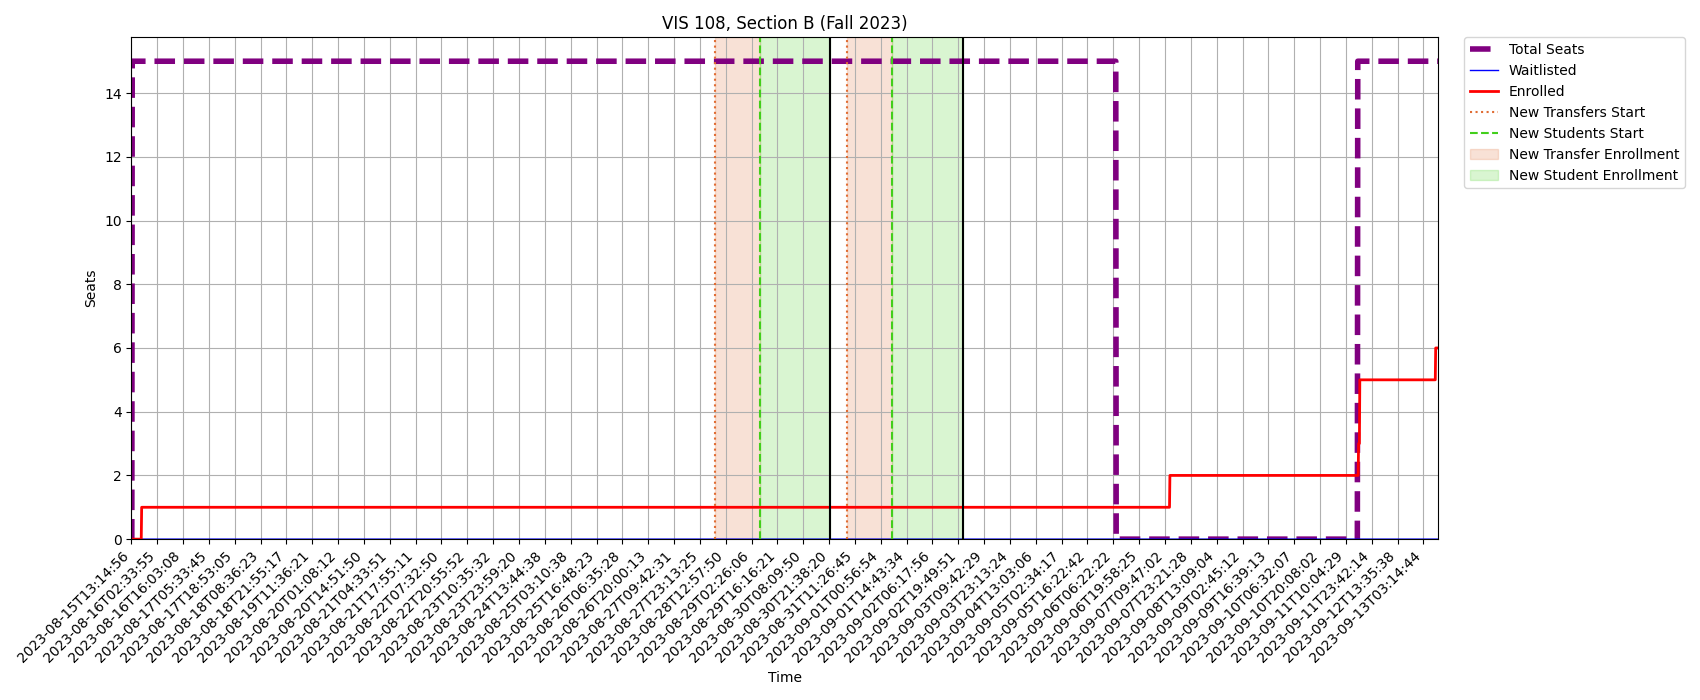 VIS 108, Section B (Fall 2023)
Total Seats
Waitlisted
Enrolled
New Transfers Start
New Students Start
New Transfer Enrollment
New Student Enrollment
Seats
14
12
10
8
6
4
2
0
2023-08-15T13:14:56
2023-08-16T02:33:55
2023-08-16T16:03:08
2023-08-17T05:33:45
2023-08-17T18:53:05
2023-08-18T08:36:23
2023-08-18T21:55:17
2023-08-19T11:36:21
2023-08-20T01:08:12
2023-08-20T14:51:50
2023-08-21T04:33:51
2023-08-21T17:55:11
2023-08-22T07:32:50
2023-08-22T20:55:52
2023-08-23T10:35:32
2023-08-23T23:59:20
2023-08-24T13:44:38
2023-08-25T03:10:38
2023-08-25T16:48:23
2023-08-26T06:35:28
2023-08-26T20:00:13
2023-08-27T09:42:31
2023-08-27T23:13:25
2023-08-28T12:57:50
2023-08-29T02:26:06
2023-08-29T16:16:21
2023-08-30T08:09:50
2023-08-30T21:38:20
2023-08-31T11:26:45
2023-09-01T00:56:54
2023-09-01T14:43:34
2023-09-02T06:17:56
2023-09-02T19:49:51
2023-09-03T09:42:29
2023-09-03T23:13:24
2023-09-04T13:03:06
2023-09-05T02:34:17
2023-09-05T16:22:42
2023-09-06T06:22:22
2023-09-06T19:58:25
2023-09-07T09:47:02
2023-09-07T23:21:28
2023-09-08T13:09:04
2023-09-09T02:45:12
2023-09-09T16:39:13
2023-09-10T06:32:07
2023-09-10T20:08:02
2023-09-11T10:04:29
2023-09-11T23:42:14
2023-09-12T13:35:38
2023-09-13T03:14:44
Time